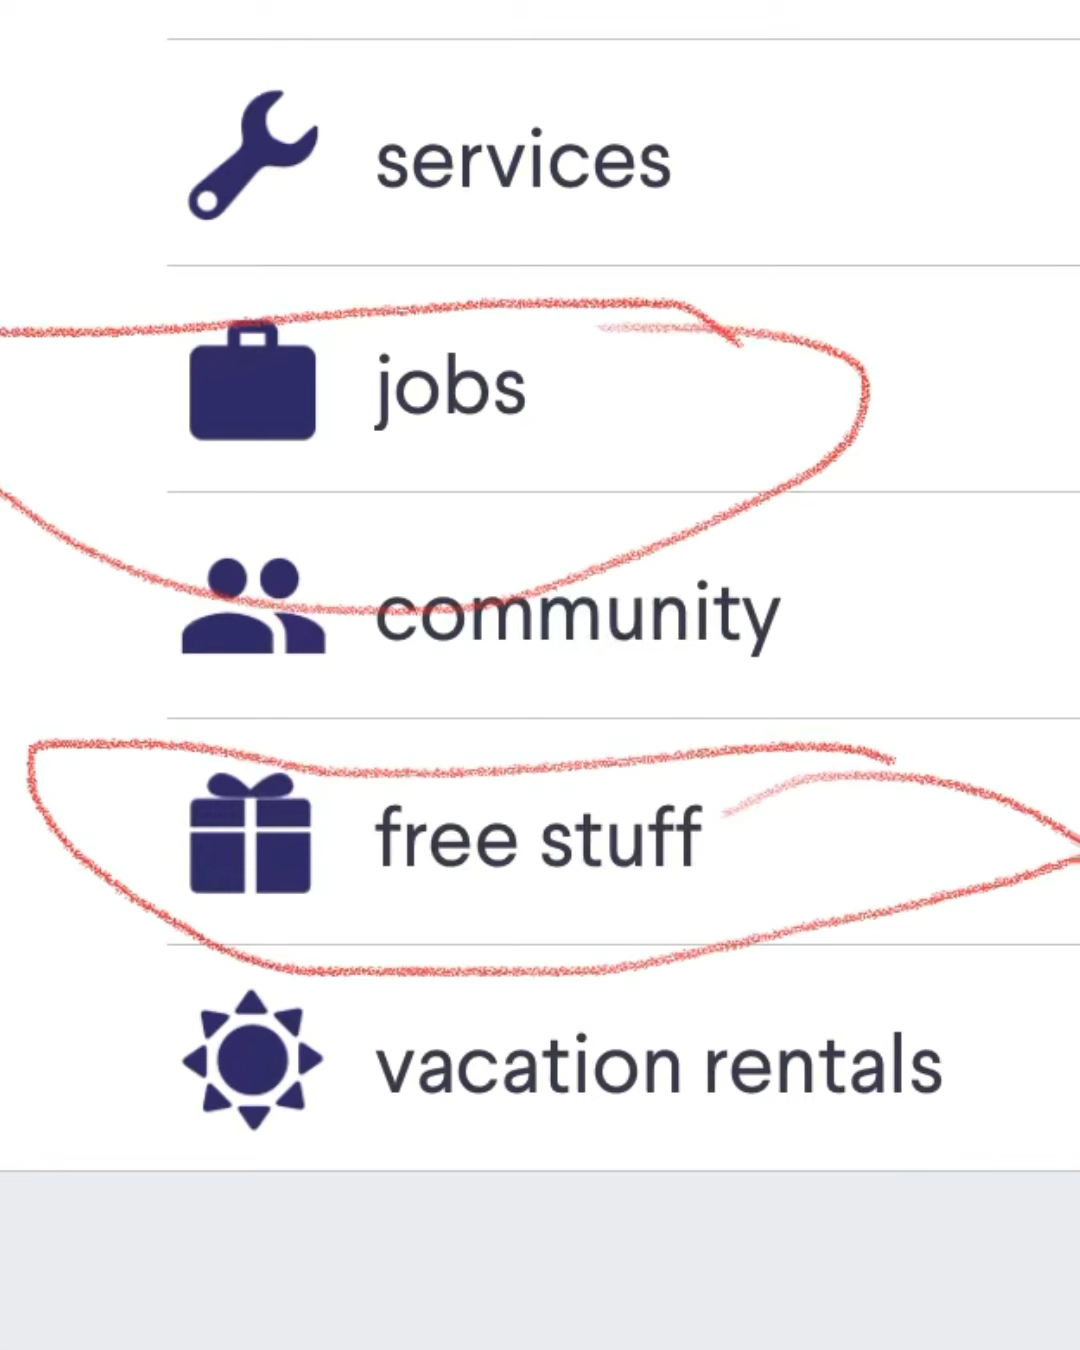 services
jobs
community
free stuff
vacation rentals